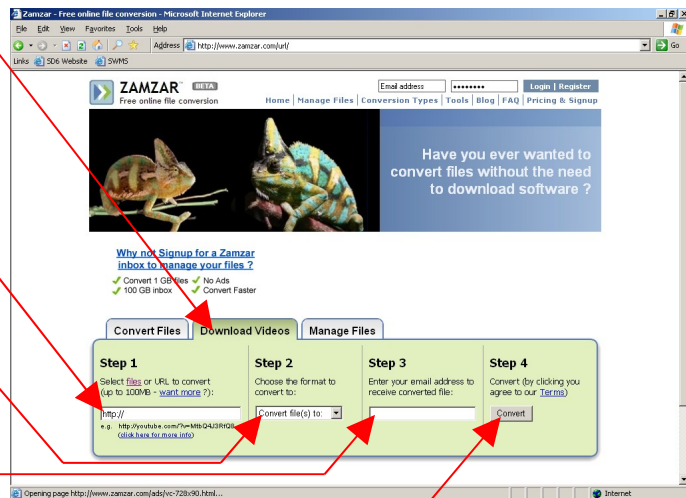 Zamzar - Free online file conversion - Microsoft Internet Explorer
File Edit View Favorites Tools Help
Address http://www.zamzar.com/url/ Go
Links SD6 Website SWMS
ZAMZAR BETA
Free online file conversion
Email address •••••••• Login | Register
Home | Manage Files | Conversion Types | Tools | Blog | FAQ | Pricing & Signup
Have you ever wanted to
convert files without the need
to download software ?
Why not Signup for a Zamzar
inbox to manage your files ?
Convert 1 GB files No Ads
100 GB inbox Convert Faster
Convert Files Download Videos Manage Files
Step 1
Select files or URL to convert
(up to 100MB - want more ?):
http://
e.g. http://youtube.com/?v=MtbQ4J3RfQ8
(click here for more info)
Step 2
Choose the format to
convert to:
Convert file(s) to:
Step 3
Enter your email address to
receive converted file:
Step 4
Convert (by clicking you
agree to our Terms)
Convert
Opening page http://www.zamzar.com/ads/vc-728x90.html... Internet